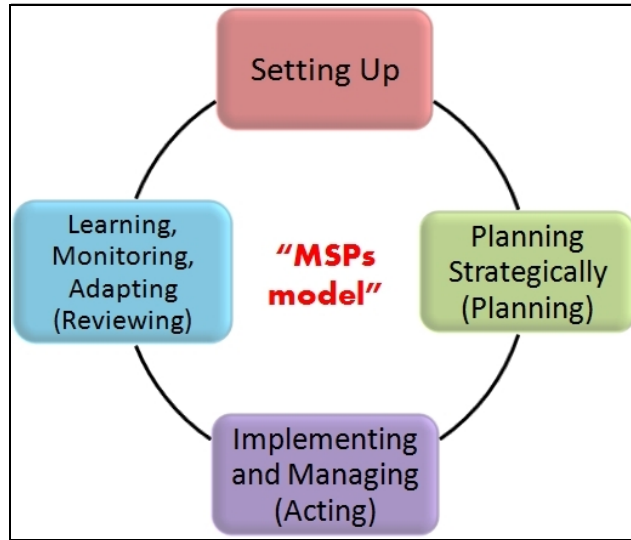 Setting Up
Learning,
Monitoring,
Adapting
(Reviewing)
“MSPs
model”
Planning
Strategically
(Planning)
Implementing
and Managing
(Acting)